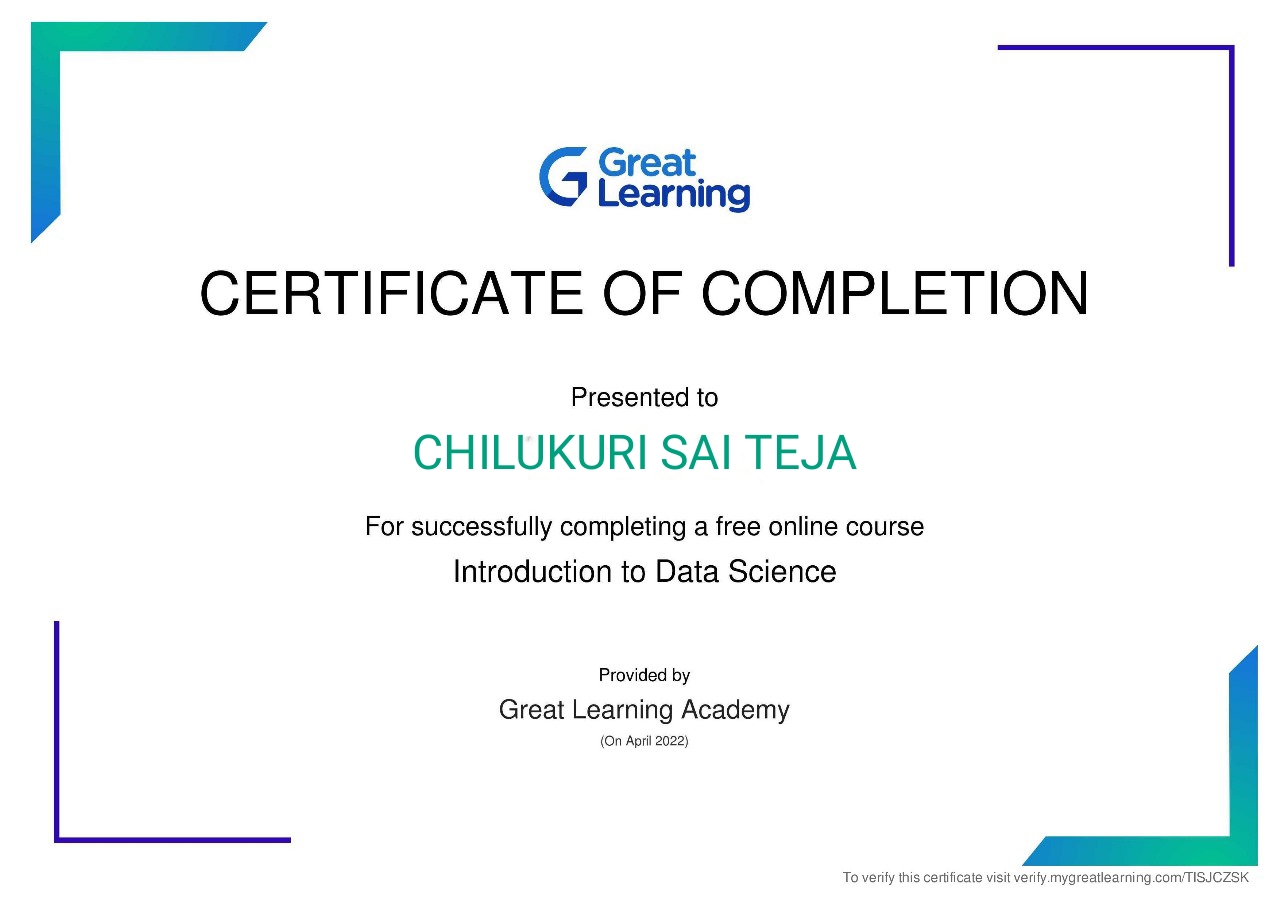 Great
Learning
CERTIFICATE OF COMPLETION
Presented to
CHILUKURI SAI TEJA
For successfully completing a free online course
Introduction to Data Science
Provided by
Great Learning Academy
(On April 2022)
To verify this certificate visit verify.mygreatlearning.com/TISJCZSK